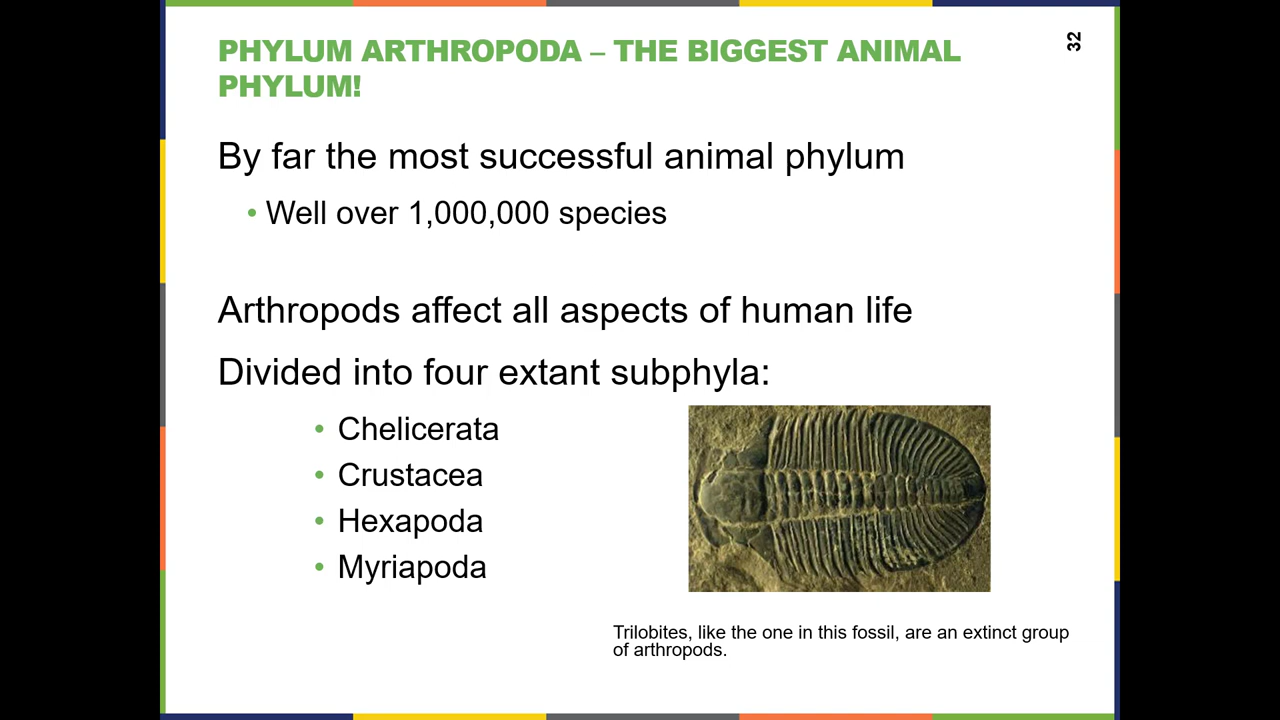 PHYLUM ARTHROPODA – THE BIGGEST ANIMAL
PHYLUM!
32
By far the most successful animal phylum
• Well over 1,000,000 species
Arthropods affect all aspects of human life
Divided into four extant subphyla:
• Chelicerata
• Crustacea
• Hexapoda
• Myriapoda
Trilobites, like the one in this fossil, are an extinct group
of arthropods.